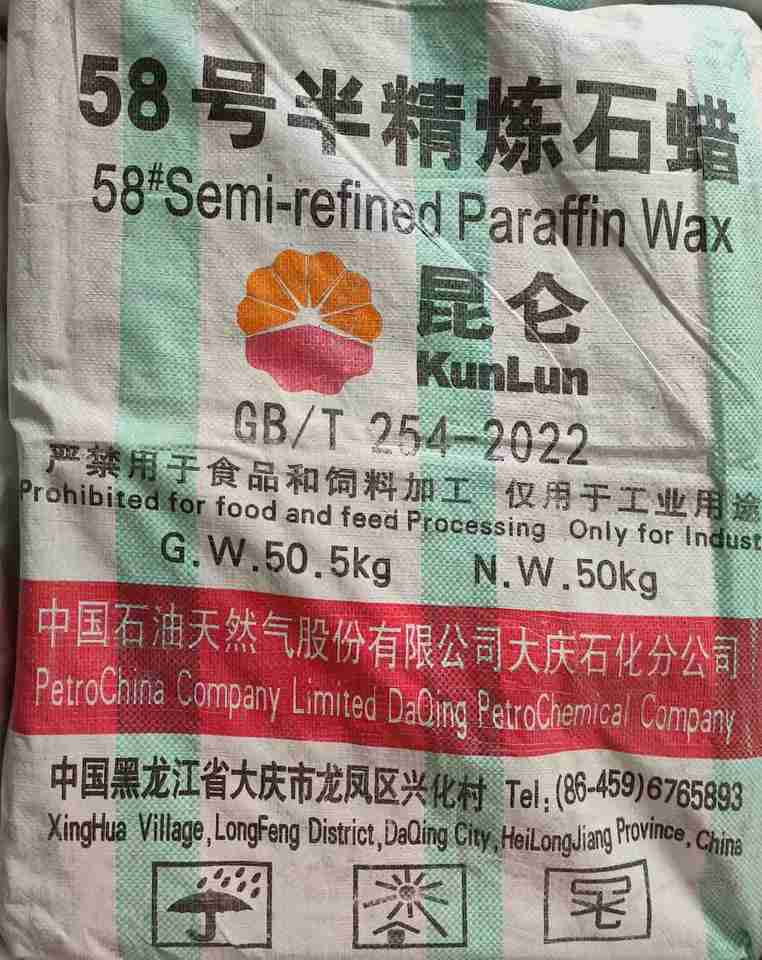 58号半精炼石蜡
58#Semi-refined Paraffin Wax
昆仑
KunLun
GB/T 254-2022
严禁用于食品和饲料加工 仅用于工业用途
Prohibited for food and feed Processing Only for Indust
G.W.50.5kg N.W.50kg
中国石油天然气股份有限公司大庆石化分公司
PetroChina Company Limited DaQing PetroChemical Company
中国黑龙江省大庆市龙凤区兴化村 Tel:(86-459)6765893
XingHua Village,LongFeng District,DaQing City,HeiLongJiang Province,China